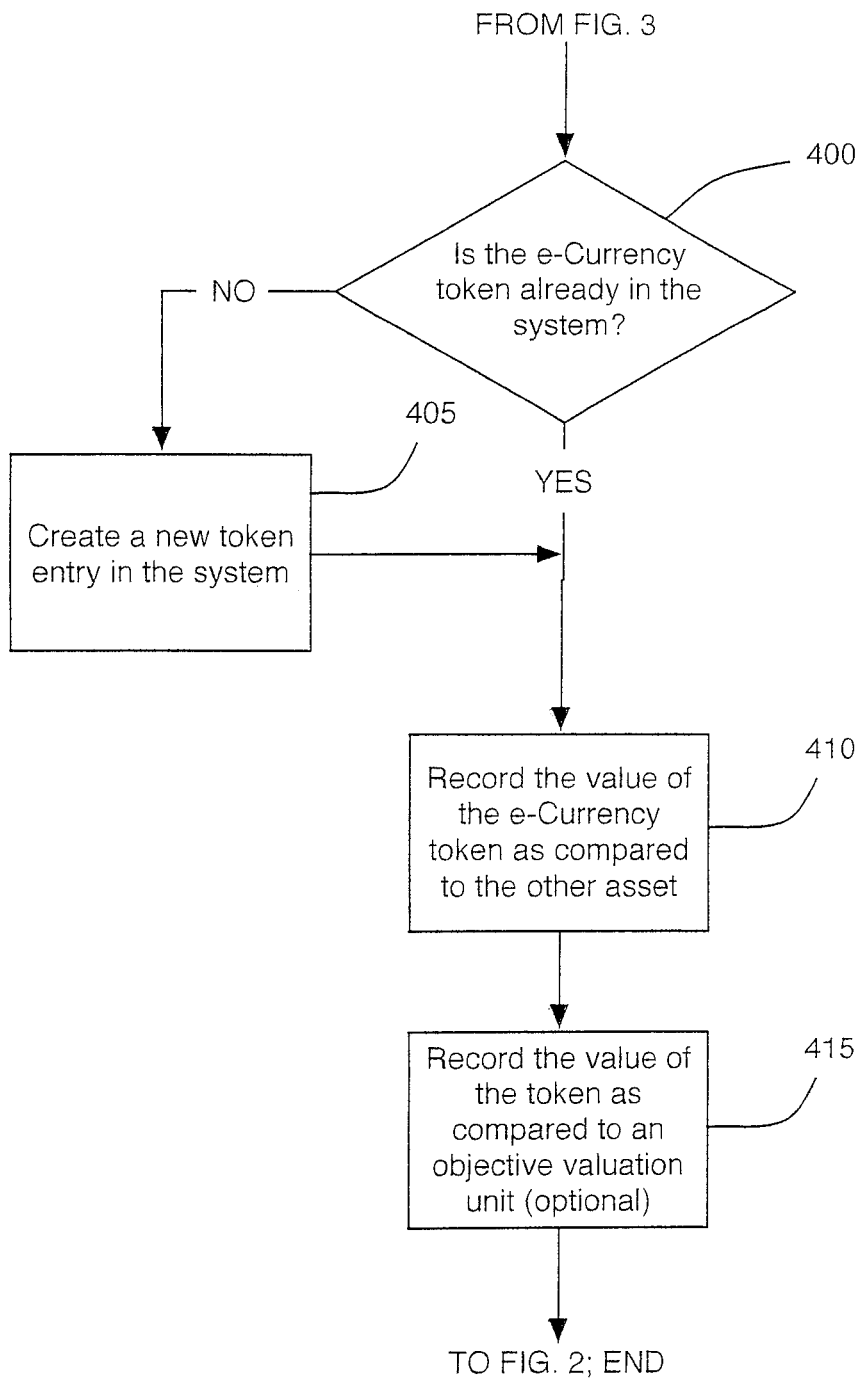 FROM FIG. 3
400
Is the e-Currency
token already in the
system?
NO
405
YES
Create a new token
entry in the system
410
Record the value of
the e-Currency
token as compared
to the other asset
415
Record the value of
the token as
compared to an
objective valuation
unit (optional)
TO FIG. 2; END